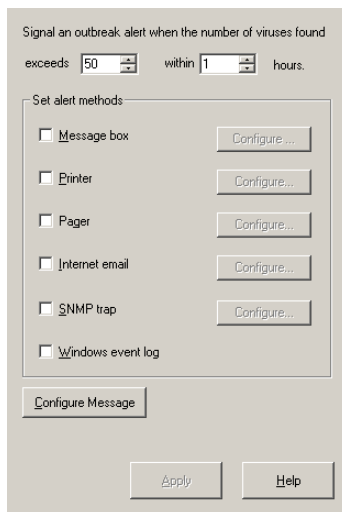 Signal an outbreak alert when the number of viruses found
exceeds 50 within 1 hours.
Set alert methods
Message box Configure ...
Printer Configure...
Pager Configure...
Internet email Configure...
SNMP trap Configure...
Windows event log
Configure Message
Apply Help